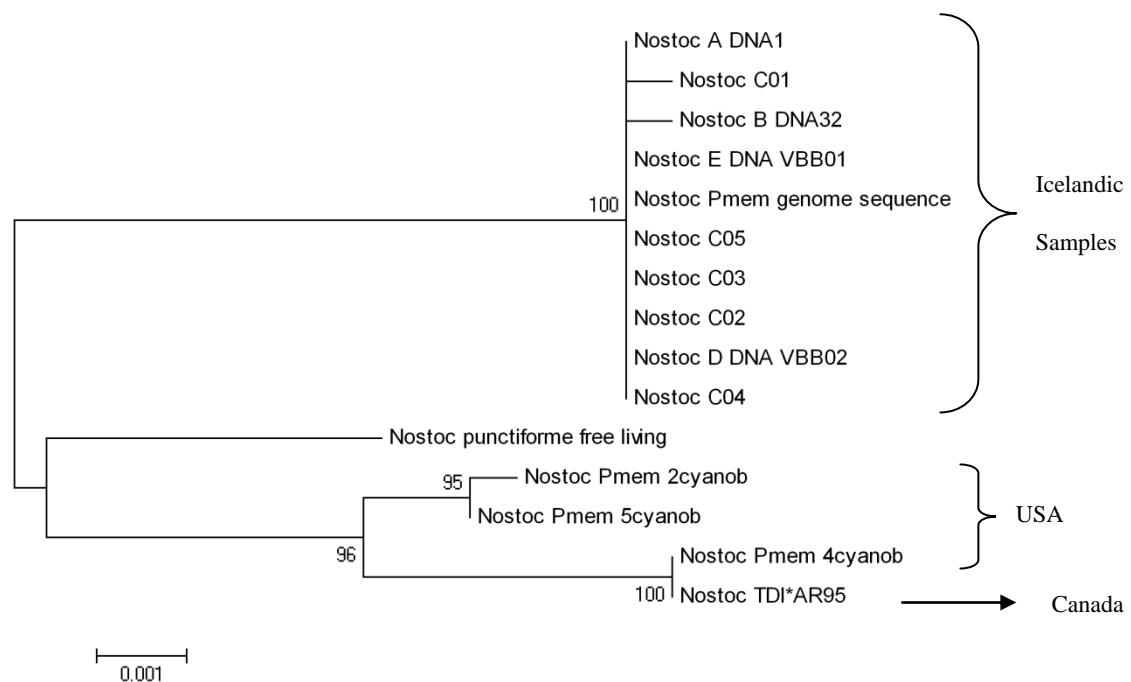 Nostoc A DNA1
Nostoc C01
Nostoc B DNA32
Nostoc E DNA VBB01
Nostoc Pmem genome sequence
100
Nostoc C05
Nostoc C03
Nostoc C02
Nostoc D DNA VBB02
Nostoc C04
Icelandic
Samples
Nostoc punctiforme free living
Nostoc Pmem 2cyanob
95
Nostoc Pmem 5cyanob
USA
96
Nostoc Pmem 4cyanob
100
Nostoc TDI*AR95
Canada
0.001